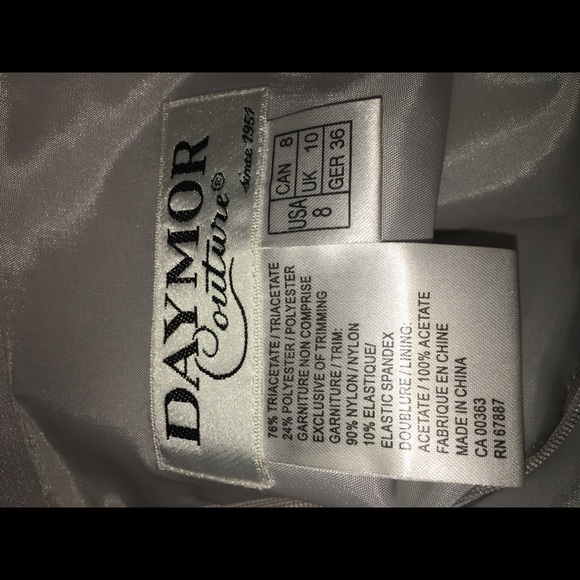 DAYMOR
Couture®
since 1951
USA CAN 8
8 UK 10
GER 36
76% TRIACETATE / TRIACETATE
24% POLYESTER / POLYESTER
GARNITURE NON COMPRISE
EXCLUSIVE OF TRIMMING
GARNITURE / TRIM:
90% NYLON / NYLON
10% ELASTIQUE/
ELASTIC SPANDEX
DOUBLURE / LINING:
ACETATE / 100% ACETATE
FABRIQUE EN CHINE
MADE IN CHINA
CA 00363
RN 67887